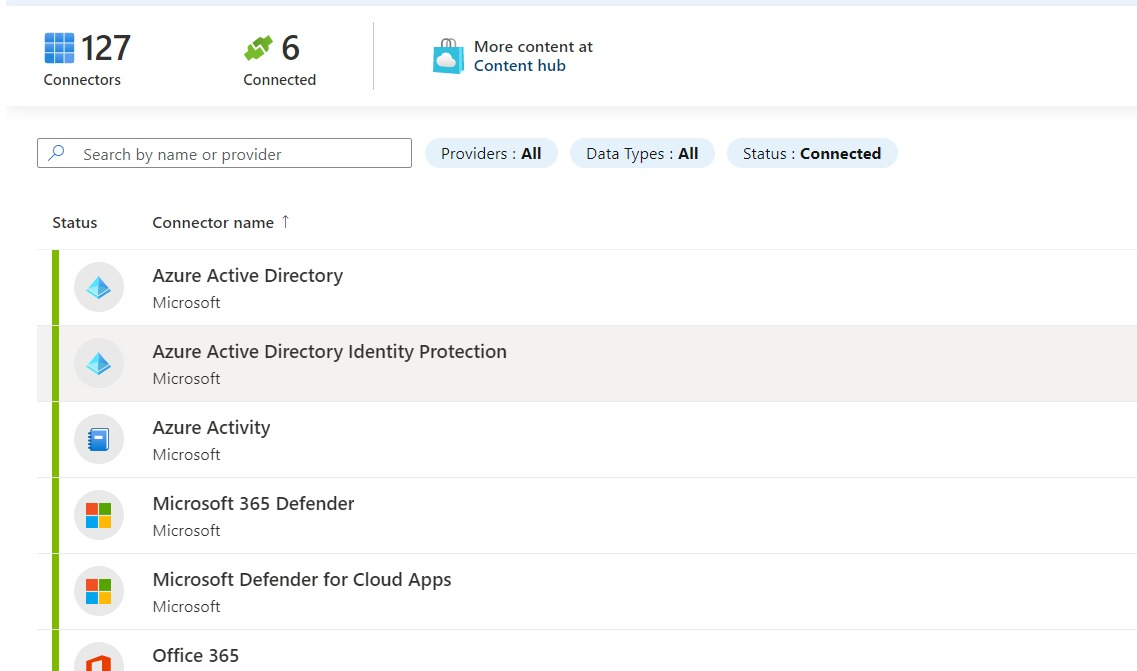 127
Connectors
6
Connected
More content at
Content hub
Search by name or provider
Providers : All
Data Types : All
Status : Connected
Status
Connector name ↑
Azure Active Directory
Microsoft
Azure Active Directory Identity Protection
Microsoft
Azure Activity
Microsoft
Microsoft 365 Defender
Microsoft
Microsoft Defender for Cloud Apps
Microsoft
Office 365